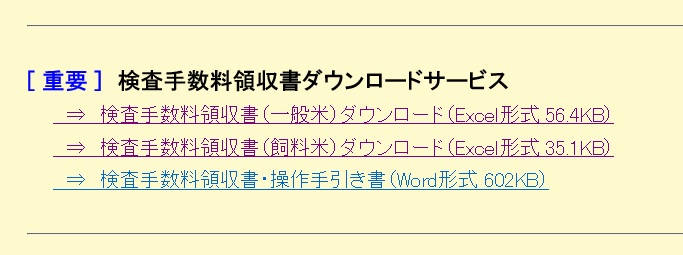 [ 重要 ] 検査手数料領収書ダウンロードサービス
⇒ 検査手数料領収書(一般米)ダウンロード(Excel形式 56.4KB)
⇒ 検査手数料領収書(飼料米)ダウンロード(Excel形式 35.1KB)
⇒ 検査手数料領収書・操作手引き書(Word形式 602KB)